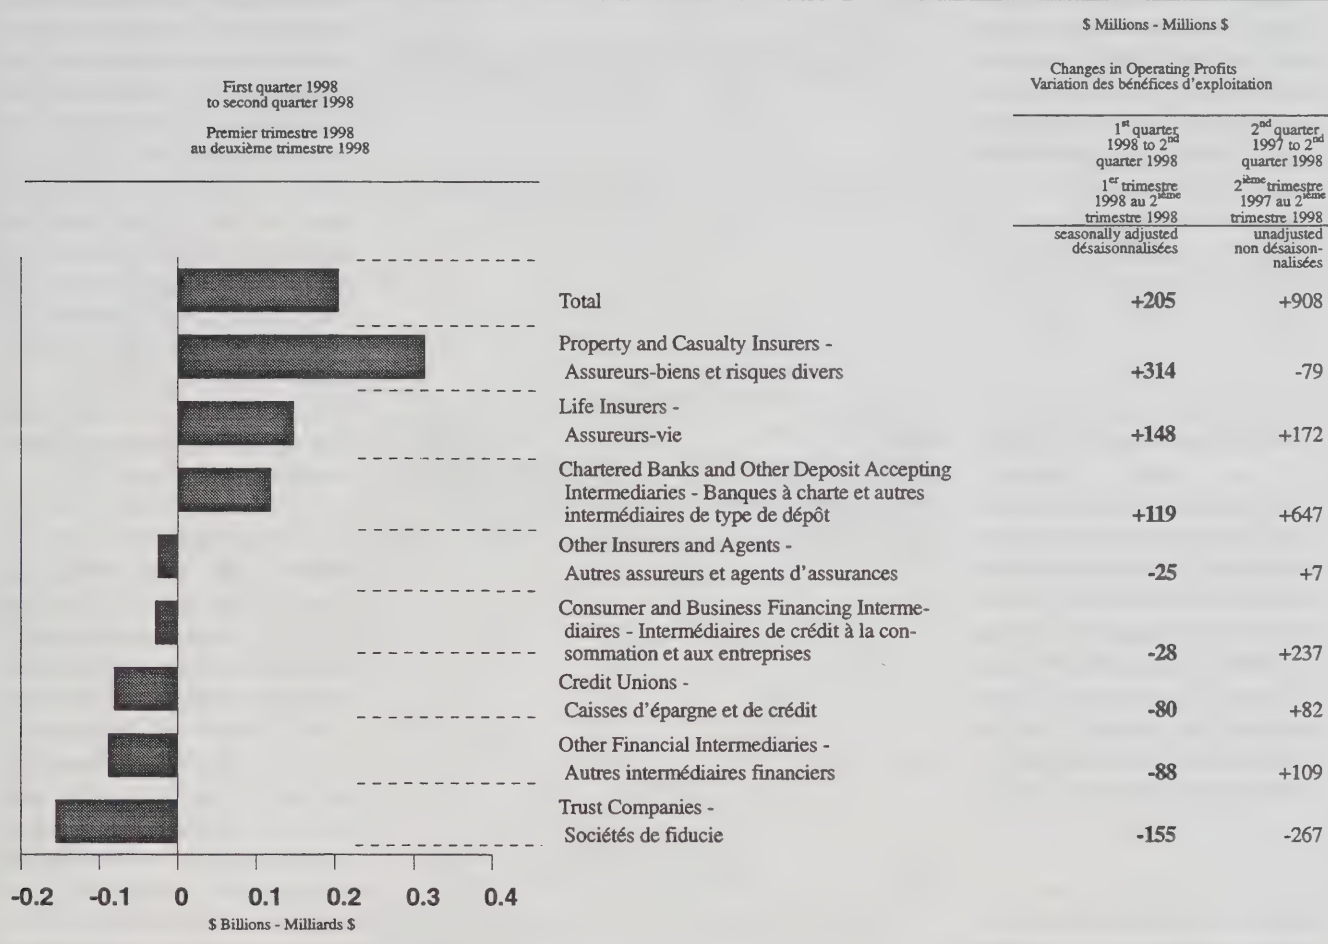 $ Millions - Millions $
Changes in Operating Profits
Variation des bénéfices d'exploitation
First quarter 1998
to second quarter 1998
Premier trimestre 1998
au deuxième trimestre 1998
1st quarter 2nd quarter
1998 to 2nd 1997 to 2nd
quarter 1998 quarter 1998
1er trimestre 2ième trimestre
1998 au 2ième 1997 au 2ième
trimestre 1998 trimestre 1998
seasonally adjusted unadjusted
désaisonnalisées non désaison-
nalisées
Total +205 +908
Property and Casualty Insurers -
Assureurs-biens et risques divers +314 -79
Life Insurers -
Assureurs-vie +148 +172
Chartered Banks and Other Deposit Accepting
Intermediaries - Banques à charte et autres
intermédiaires de type de dépôt +119 +647
Other Insurers and Agents -
Autres assureurs et agents d'assurances -25 +7
Consumer and Business Financing Interme-
diaires - Intermédiaires de crédit à la con-
sommation et aux entreprises -28 +237
Credit Unions -
Caisses d'épargne et de crédit -80 +82
Other Financial Intermediaries -
Autres intermédiaires financiers -88 +109
Trust Companies -
Sociétés de fiducie -155 -267
-0.2 -0.1 0 0.1 0.2 0.3 0.4
$ Billions - Milliards $